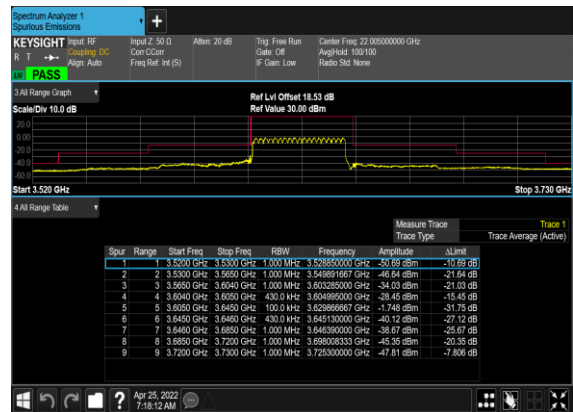 Spectrum Analyzer 1
Spurious Emissions
+
KEYSIGHT Input: RF Input Z: 50 Ω Atten: 20 dB Trig: Free Run Center Freq: 22.005000000 GHz
R T Coupling: DC Corr CCorr Gate: Off Avg|Hold: 100/100
Align: Auto Freq Ref: Int (S) IF Gain: Low Radio Std: None
LW PASS
3 All Range Graph
Ref Lvl Offset 18.53 dB
Scale/Div 10.0 dB Ref Value 30.00 dBm
20.0
0.00
-20.0
-40.0
-60.0
Start 3.520 GHz Stop 3.730 GHz
4 All Range Table
Measure Trace Trace 1
Trace Type Trace Average (Active)
Spur Range Start Freq Stop Freq RBW Frequency Amplitude ΔLimit
1 1 3.5200 GHz 3.5300 GHz 1.000 MHz 3.528850000 GHz -50.69 dBm -10.69 dB
2 2 3.5300 GHz 3.5650 GHz 1.000 MHz 3.549891667 GHz -46.64 dBm -21.64 dB
3 3 3.5650 GHz 3.6040 GHz 1.000 MHz 3.603285000 GHz -34.03 dBm -21.03 dB
4 4 3.6040 GHz 3.6050 GHz 430.0 kHz 3.604995000 GHz -28.45 dBm -15.45 dB
5 5 3.6050 GHz 3.6450 GHz 100.0 kHz 3.629866667 GHz -1.748 dBm -31.75 dB
6 6 3.6450 GHz 3.6460 GHz 430.0 kHz 3.645130000 GHz -40.12 dBm -27.12 dB
7 7 3.6460 GHz 3.6850 GHz 1.000 MHz 3.646390000 GHz -38.67 dBm -25.67 dB
8 8 3.6850 GHz 3.7200 GHz 1.000 MHz 3.698008333 GHz -45.35 dBm -20.35 dB
9 9 3.7200 GHz 3.7300 GHz 1.000 MHz 3.725300000 GHz -47.81 dBm -7.806 dB
? Apr 25, 2022
7:18:12 AM